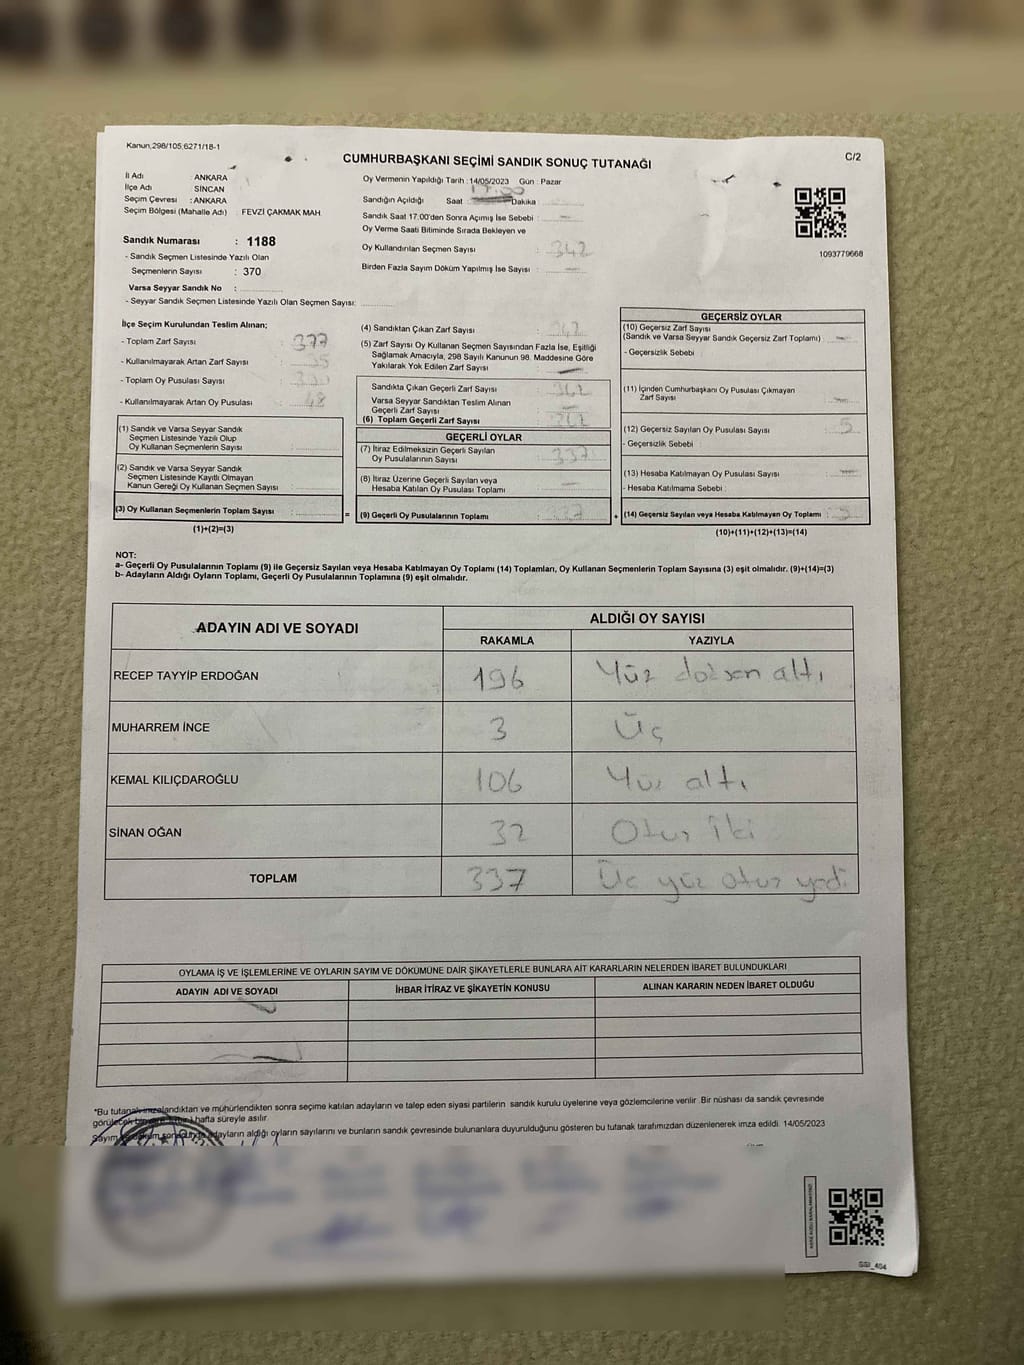 Kanun,298/105;6271/18-1
C/2
CUMHURBAŞKANI SEÇİMİ SANDIK SONUÇ TUTANAĞI
İl Adı : ANKARA
İlçe Adı SİNCAN
Seçim Çevresi : ANKARA
Seçim Bölgesi (Mahalle Adı) : FEVZİ ÇAKMAK MAH
Sandık Numarası : 1188
- Sandık Seçmen Listesinde Yazılı Olan
Seçmenlerin Sayısı : 370
Varsa Seyyar Sandık No :
- Seyyar Sandık Seçmen Listesinde Yazılı Olan Seçmen Sayısı:
Oy Vermenin Yapıldığı Tarih : 14/05/2023 Gün : Pazar
Sandığın Açıldığı Saat : 17.00 Dakika
Sandık Saat 17:00'den Sonra Açımış İse Sebebi :
Oy Verme Saati Bitiminde Sırada Bekleyen ve
Oy Kullandırılan Seçmen Sayısı : 342
Birden Fazla Sayım Döküm Yapılmış İse Sayısı :
1093779668
İlçe Seçim Kurulundan Teslim Alınan;
- Toplam Zarf Sayısı : 377
- Kullanılmayarak Artan Zarf Sayısı : 35
- Toplam Oy Pusulası Sayısı :
- Kullanılmayarak Artan Oy Pusulası : 48
(1) Sandık ve Varsa Seyyar Sandık
Seçmen Listesinde Yazılı Olup
Oy Kullanan Seçmenlerin Sayısı :
(2) Sandık ve Varsa Seyyar Sandık
Seçmen Listesinde Kayıtlı Olmayan
Kanun Gereği Oy Kullanan Seçmen Sayısı :
(3) Oy Kullanan Seçmenlerin Toplam Sayısı : =
(1)+(2)=(3)
(4) Sandıktan Çıkan Zarf Sayısı : 342
(5) Zarf Sayısı Oy Kullanan Seçmen Sayısından Fazla İse, Eşitliği
Sağlamak Amacıyla, 298 Sayılı Kanunun 98. Maddesine Göre
Yakılarak Yok Edilen Zarf Sayısı :
Sandıkta Çıkan Geçerli Zarf Sayısı : 342
Varsa Seyyar Sandıktan Teslim Alınan
Geçerli Zarf Sayısı :
(6) Toplam Geçerli Zarf Sayısı : 342
GEÇERLİ OYLAR
(7) İtiraz Edilmeksizin Geçerli Sayılan
Oy Pusulalarının Sayısı : 337
(8) İtiraz Üzerine Geçerli Sayılan veya
Hesaba Katılan Oy Pusulası Toplamı :
(9) Geçerli Oy Pusulalarının Toplamı : +
GEÇERSİZ OYLAR
(10) Geçersiz Zarf Sayısı
(Sandık ve Varsa Seyyar Sandık Geçersiz Zarf Toplamı) :
- Geçersizlik Sebebi :
(11) İçinden Cumhurbaşkanı Oy Pusulası Çıkmayan
Zarf Sayısı :
(12) Geçersiz Sayılan Oy Pusulası Sayısı : 5
- Geçersizlik Sebebi :
(13) Hesaba Katılmayan Oy Pusulası Sayısı :
- Hesaba Katılmama Sebebi :
(14) Geçersiz Sayılan veya Hesaba Katılmayan Oy Toplamı : 5
(10)+(11)+(12)+(13)=(14)
NOT:
a- Geçerli Oy Pusulalarının Toplamı (9) ile Geçersiz Sayılan veya Hesaba Katılmayan Oy Toplamı (14) Toplamları, Oy Kullanan Seçmenlerin Toplam Sayısına (3) eşit olmalıdır. (9)+(14)=(3)
b- Adayların Aldığı Oyların Toplamı, Geçerli Oy Pusulalarının Toplamına (9) eşit olmalıdır.
ADAYIN ADI VE SOYADI
ALDIĞI OY SAYISI
RAKAMLA YAZIYLA
RECEP TAYYİP ERDOĞAN 196 Yüz doksen altı
MUHARREM İNCE 3 Üç
KEMAL KILIÇDAROĞLU 106 Yüz altı
SİNAN OĞAN 32 Otuz İki
TOPLAM 337 Üç yüz otuz yedi
OYLAMA İŞ VE İŞLEMLERİNE VE OYLARIN SAYIM VE DÖKÜMÜNE DAİR ŞİKAYETLERLE BUNLARA AİT KARARLARIN NELERDEN İBARET BULUNDUKLARI
ADAYIN ADI VE SOYADI İHBAR İTİRAZ VE ŞİKAYETİN KONUSU ALINAN KARARIN NEDEN İBARET OLDUĞU
*Bu tutanak imzalandıktan ve mühürlendikten sonra seçime katılan adayların ve talep eden siyasi partilerin sandık kurulu üyelerine veya gözlemcilerine verilir. Bir nüshası da sandık çevresinde
görülecek hafta süreyle asılır.
Sayım adayların aldığı oyların sayılarını ve bunların sandık çevresinde bulunanlara duyurulduğunu gösteren bu tutanak tarafımızdan düzenlenerek imza edildi. 14/05/2023